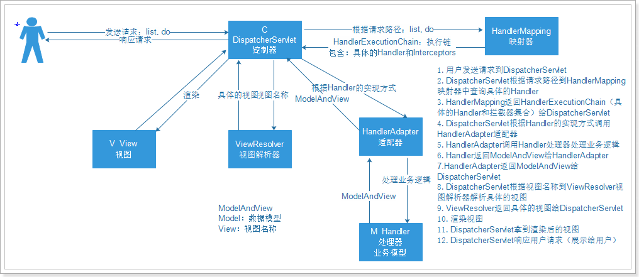 发送请求：list, do
响应请求
C
DispatcherServlet
控制器
根据请求路径：list, do
HandlerExecutionChain：执行链
包含：具体的Handler和Interceptors
HandlerMapping
映射器
渲染
具体的视图
视图名称
根据Handler的实现方式
ModelAndView
V View
视图
ViewResolver
视图解析器
HandlerAdapter
适配器
ModelAndView
处理业务逻辑
M Handler
处理器
业务模型
ModelAndView
Model：数据模型
View：视图名称
1. 用户发送请求到DispatcherServlet
2. DispatcherServlet根据请求路径到HandlerMapping
映射器中查询具体的Handler
3. HandlerMapping返回HandlerExecutionChain（具
体的Handler和拦截器集合）给DispatcherServlet
4. DispatcherServlet根据Handler的实现方式调用
HandlerAdapter适配器
5. HandlerAdapter调用Handler处理器处理业务逻辑
6. Handler返回ModelAndView给HandlerAdapter
7.HandlerAdapter返回ModelAndView给
DispatcherServlet
8. DispatcherServlet根据视图名称到ViewResolver视
图解析器解析具体的视图
9. ViewResolver返回具体的视图给DispatcherServlet
10. 渲染视图
11. DispatcherServlet拿到渲染后的视图
12. DispatcherServlet响应用户请求（展示给用户）